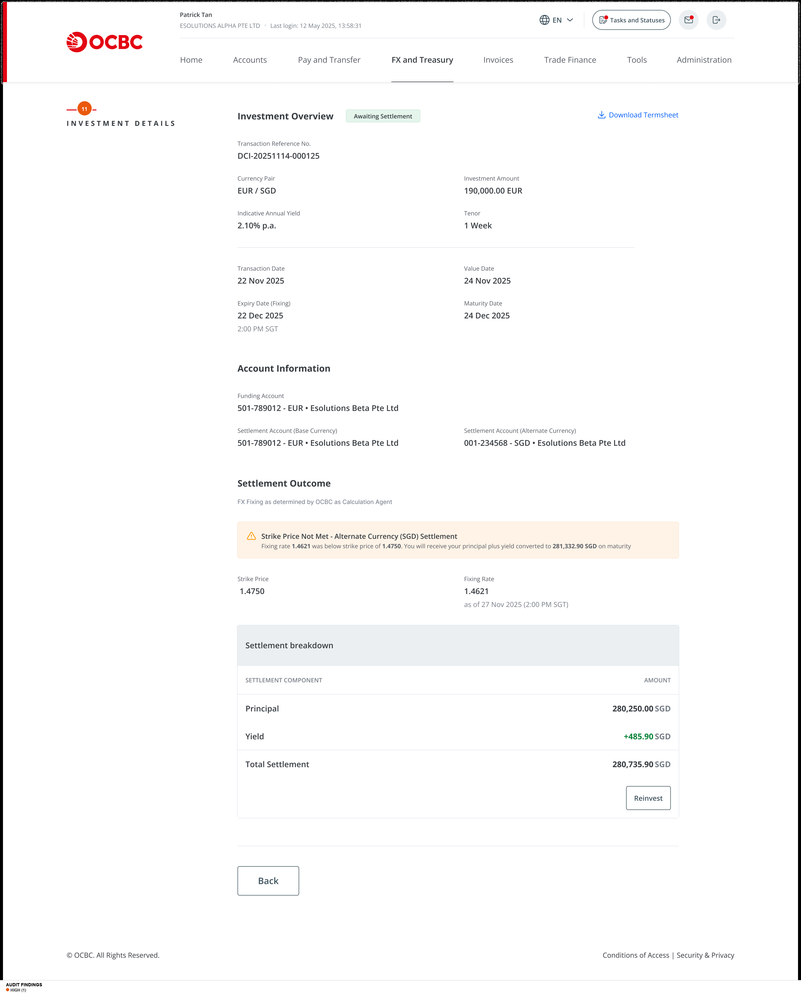 Patrick Tan
ESOLUTIONS ALPHA PTE LTD • Last login: 12 May 2025, 13:58:31
EN
Tasks and Statuses
OCBC
Home Accounts Pay and Transfer FX and Treasury Invoices Trade Finance Tools Administration
11
INVESTMENT DETAILS
Investment Overview Awaiting Settlement Download Termsheet
Transaction Reference No.
DCI-20251114-000125
Currency Pair Investment Amount
EUR / SGD 190,000.00 EUR
Indicative Annual Yield Tenor
2.10% p.a. 1 Week
Transaction Date Value Date
22 Nov 2025 24 Nov 2025
Expiry Date (Fixing) Maturity Date
22 Dec 2025 24 Dec 2025
2:00 PM SGT
Account Information
Funding Account
501-789012 - EUR • Esolutions Beta Pte Ltd
Settlement Account (Base Currency) Settlement Account (Alternate Currency)
501-789012 - EUR • Esolutions Beta Pte Ltd 001-234568 - SGD • Esolutions Beta Pte Ltd
Settlement Outcome
FX Fixing as determined by OCBC as Calculation Agent
Strike Price Not Met - Alternate Currency (SGD) Settlement
Fixing rate 1.4621 was below strike price of 1.4750. You will receive your principal plus yield converted to 281,332.90 SGD on maturity
Strike Price Fixing Rate
1.4750 1.4621
as of 27 Nov 2025 (2:00 PM SGT)
Settlement breakdown
SETTLEMENT COMPONENT AMOUNT
Principal 280,250.00 SGD
Yield +485.90 SGD
Total Settlement 280,735.90 SGD
Reinvest
Back
© OCBC. All Rights Reserved. Conditions of Access | Security & Privacy
AUDIT FINDINGS
HIGH (1)